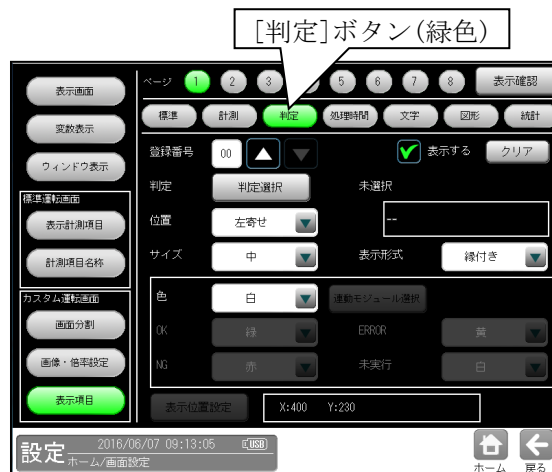 [判定]ボタン(緑色)
ページ 1 2 3 5 6 7 8 表示確認
標準 計測 判定 処理時間 文字 図形 統計
表示画面
変数表示
ウィンドウ表示
標準運転画面
表示計測項目
計測項目名称
カスタム運転画面
画面分割
画像・倍率設定
表示項目
登録番号 00 表示する クリア
判定 判定選択 未選択
位置 左寄せ --
サイズ 中 表示形式 縁付き
色 白 連動モジュール選択
OK 緑 ERROR 黄
NG 赤 未実行 白
表示位置設定 X:400 Y:230
設定 2016/06/07 09:13:05 USB
ホーム/画面設定
ホーム 戻る